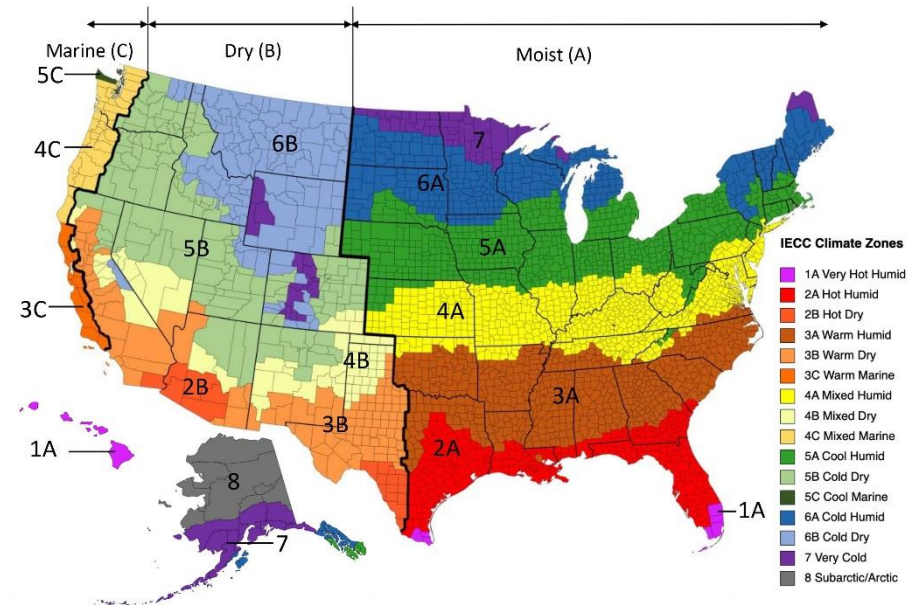 Marine (C)
Dry (B)
Moist (A)
5C
4C
6B
7
6A
5B
5A
3C
4A
4B
2B
3A
3B
2A
1A
8
1A
7
IECC Climate Zones
1A Very Hot Humid
2A Hot Humid
2B Hot Dry
3A Warm Humid
3B Warm Dry
3C Warm Marine
4A Mixed Humid
4B Mixed Dry
4C Mixed Marine
5A Cool Humid
5B Cold Dry
5C Cool Marine
6A Cold Humid
6B Cold Dry
7 Very Cold
8 Subarctic/Arctic